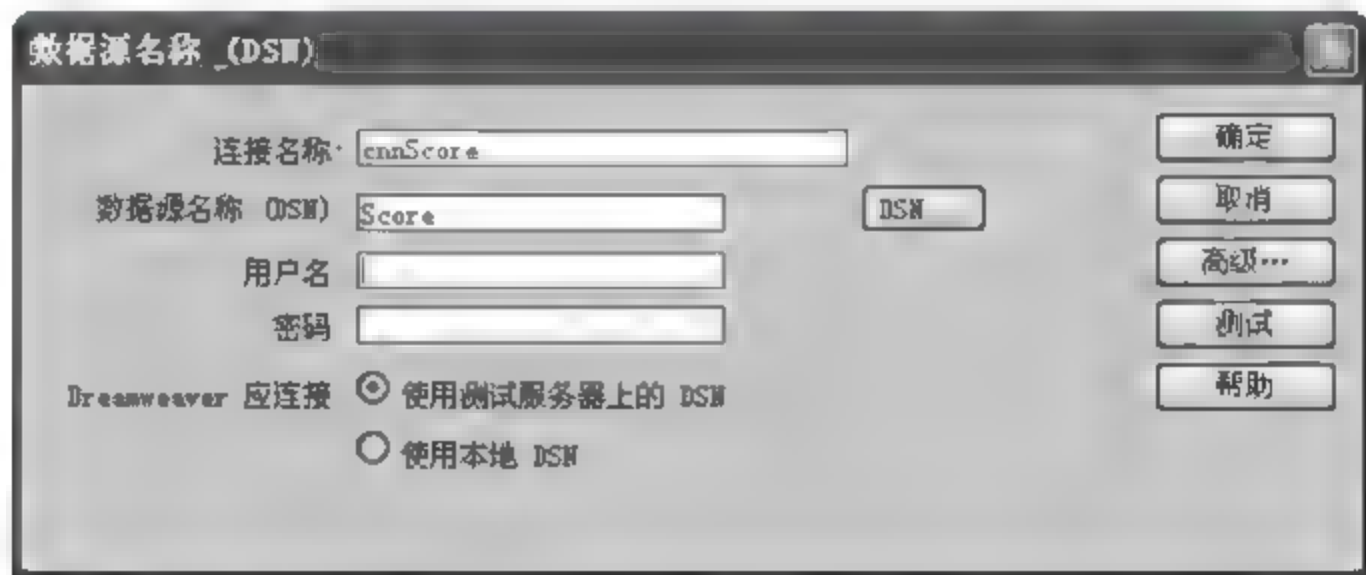 数据源名称 (DSN)
连接名称: cnnScore
确定
数据源名称 (DSN) Score
DSN
取消
用户名
高级...
密码
测试
Dreamweaver 应连接 使用测试服务器上的 DSN
帮助
使用本地 DSN